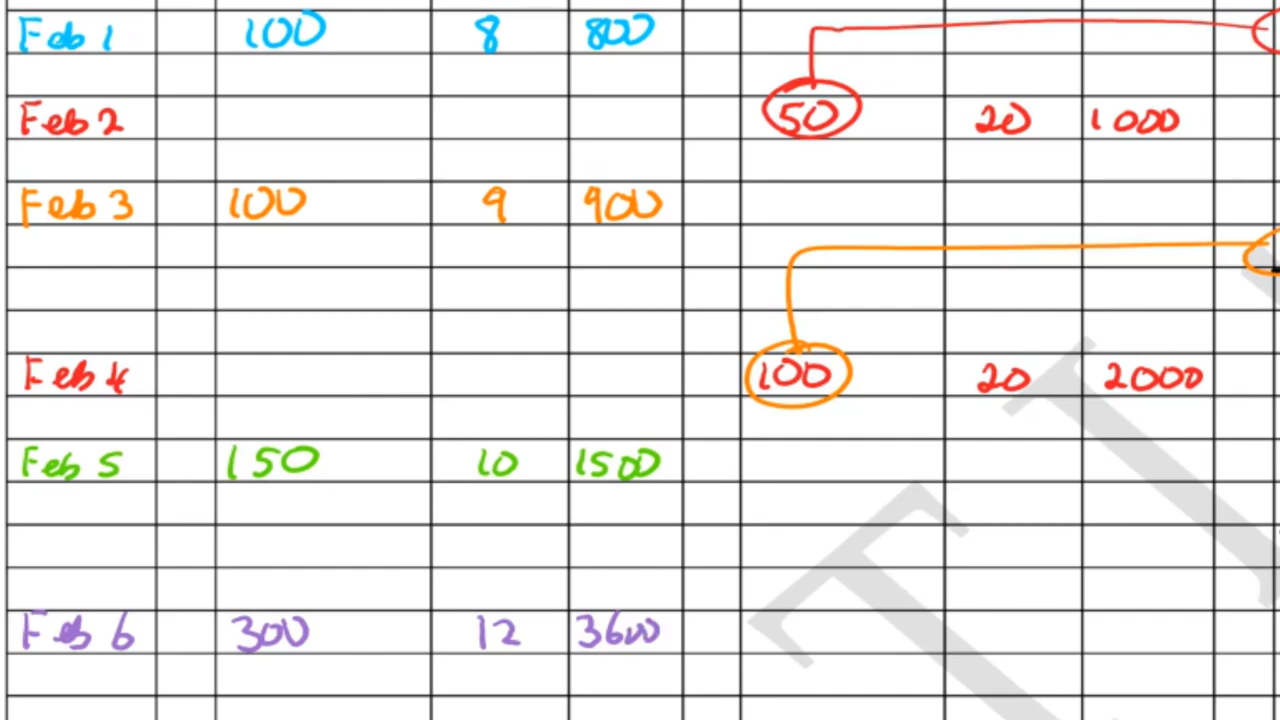 Feb 1 100 8 800
Feb 2 50 20 1000
Feb 3 100 9 900
Feb 4 100 20 2000
Feb 5 150 10 1500
Feb 6 300 12 3600